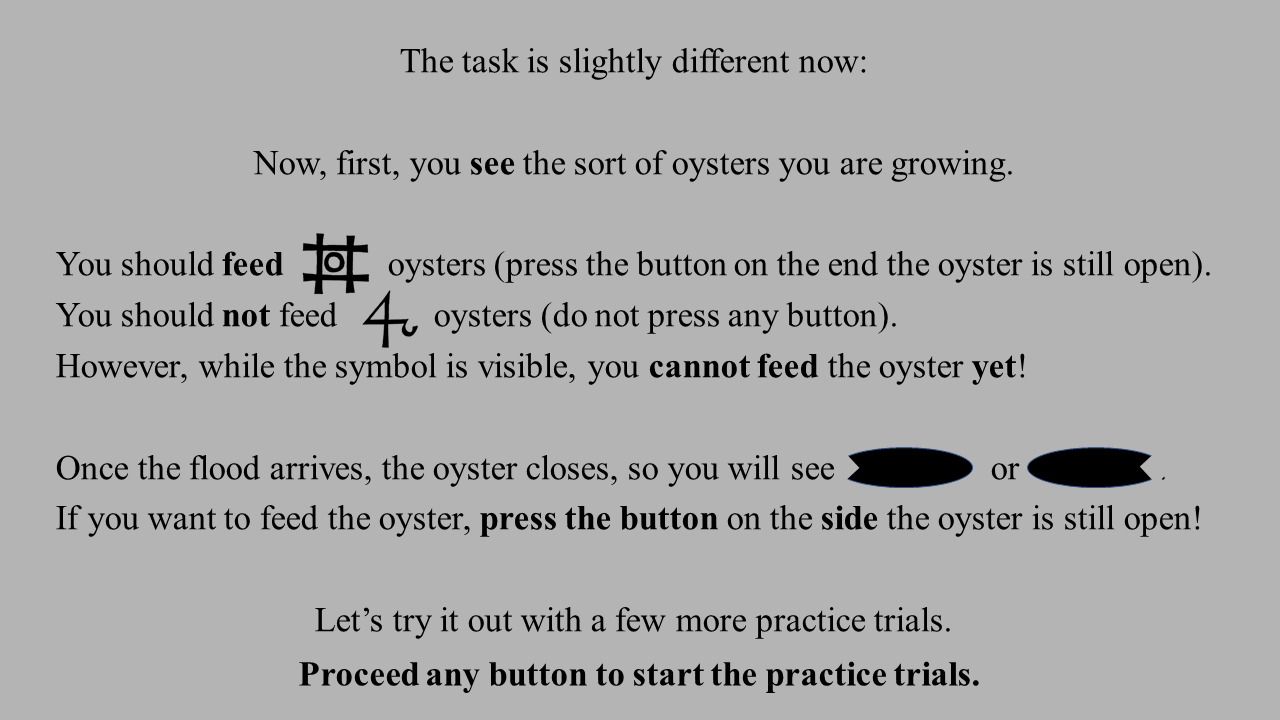 The task is slightly different now:
Now, first, you see the sort of oysters you are growing.
You should feed oysters (press the button on the end the oyster is still open).
You should not feed oysters (do not press any button).
However, while the symbol is visible, you cannot feed the oyster yet!
Once the flood arrives, the oyster closes, so you will see or .
If you want to feed the oyster, press the button on the side the oyster is still open!
Let’s try it out with a few more practice trials.
Proceed any button to start the practice trials.